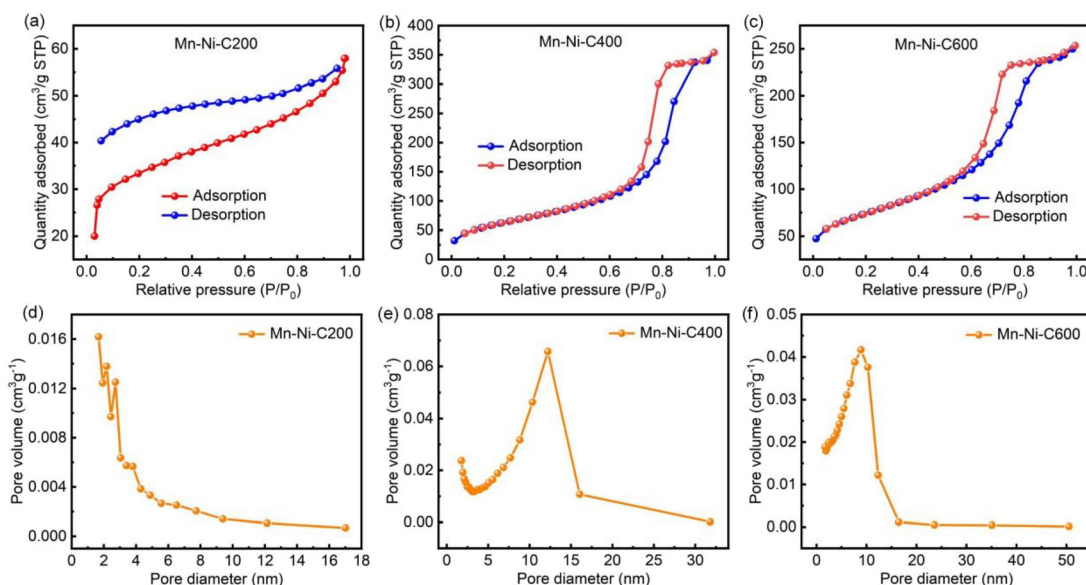 (a)
Mn-Ni-C200
Quantity adsorbed (cm³/g STP)
60
50
40
30
20
Adsorption
Desorption
0.0 0.2 0.4 0.6 0.8 1.0
Relative pressure (P/P₀)
(b)
Mn-Ni-C400
Quantity adsorbed (cm³/g STP)
400
350
300
250
200
150
100
50
0
Adsorption
Desorption
0.0 0.2 0.4 0.6 0.8 1.0
Relative pressure (P/P₀)
(c)
Mn-Ni-C600
Quantity adsorbed (cm³/g STP)
250
200
150
100
50
Adsorption
Desorption
0.0 0.2 0.4 0.6 0.8 1.0
Relative pressure (P/P₀)
(d)
Mn-Ni-C200
Pore volume (cm³g⁻¹)
0.016
0.012
0.008
0.004
0.000
0 2 4 6 8 10 12 14 16 18
Pore diameter (nm)
(e)
Mn-Ni-C400
Pore volume (cm³g⁻¹)
0.08
0.06
0.04
0.02
0.00
0 5 10 15 20 25 30
Pore diameter (nm)
(f)
Mn-Ni-C600
Pore volume (cm³g⁻¹)
0.05
0.04
0.03
0.02
0.01
0.00
0 10 20 30 40 50
Pore diameter (nm)